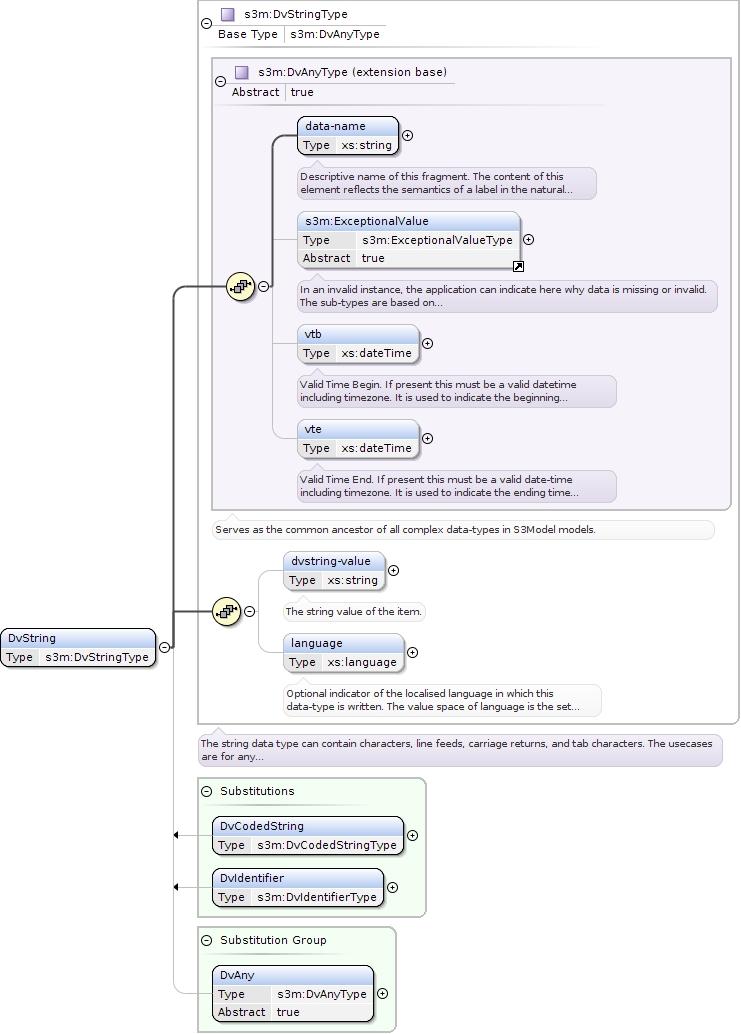 s3m:DvStringType
Base Type s3m:DvAnyType
s3m:DvAnyType (extension base)
Abstract true
data-name
Type xs:string
Descriptive name of this fragment. The content of this
element reflects the semantics of a label in the natural...
s3m:ExceptionalValue
Type s3m:ExceptionalValueType
Abstract true
In an invalid instance, the application can indicate here why data is missing or invalid.
The sub-types are based on...
vtb
Type xs:dateTime
Valid Time Begin. If present this must be a valid datetime
including timezone. It is used to indicate the beginning...
vte
Type xs:dateTime
Valid Time End. If present this must be a valid date-time
including timezone. It is used to indicate the ending time...
Serves as the common ancestor of all complex data-types in S3Model models.
dvstring-value
Type xs:string
The string value of the item.
DvString
Type s3m:DvStringType
language
Type xs:language
Optional indicator of the localised language in which this
data-type is written. The value space of language is the set...
The string data type can contain characters, line feeds, carriage returns, and tab characters. The usecases
are for any...
Substitutions
DvCodedString
Type s3m:DvCodedStringType
DvIdentifier
Type s3m:DvIdentifierType
Substitution Group
DvAny
Type s3m:DvAnyType
Abstract true